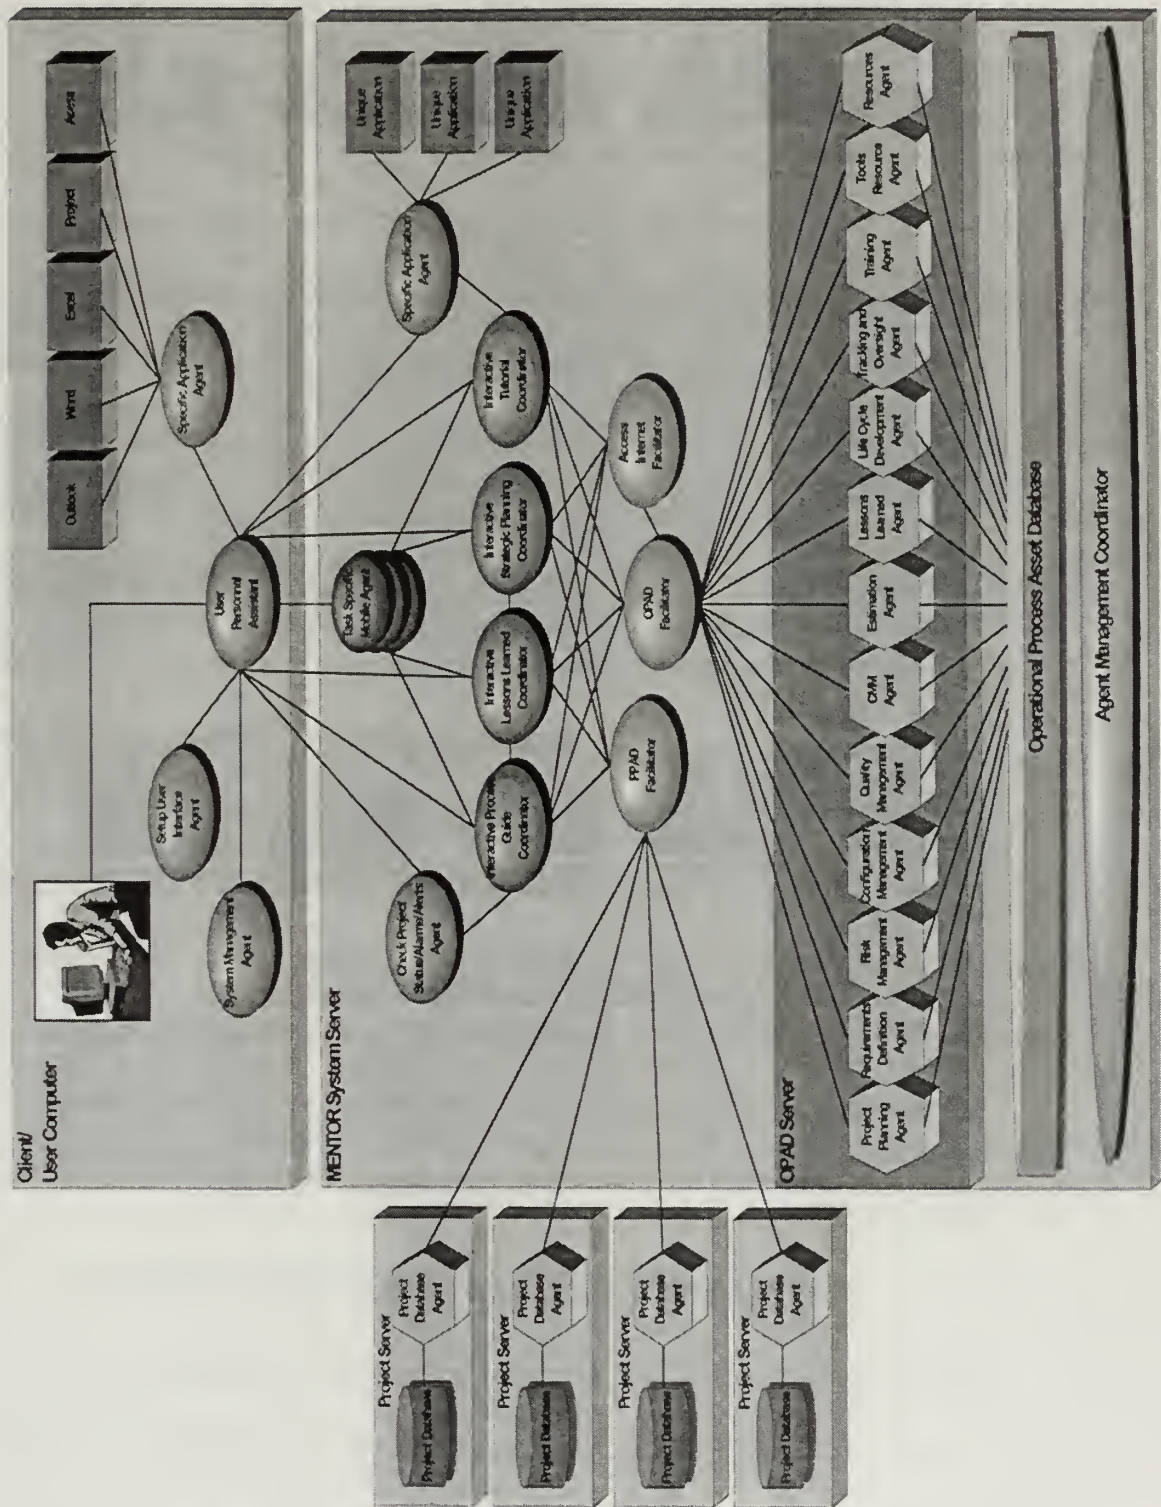 Client/
User Computer
Outlook
Word
Excel
Project
Acess
Specific Application
Agent
User
Personnal
Assistant
Setup User
Interface
Agent
System Management
Agent
MENTOR System Server
Unique
Application
Unique
Application
Unique
Application
Specific Application
Agent
Task Specific
Mobile Agent
Check Project
Status/Alarms/Alerts
Agent
Interactive Process
Guide
Coordinator
Interactive
Lessons Learned
Coordinator
Interactive
Strategic Planning
Coordinator
Interactive
Tutorial
Coordinator
PPAD
Facilitator
OPAD
Facilitator
Access
Internet
Facilitator
OPAD Server
Project
Planning
Agent
Requirements
Definition
Agent
Risk
Management
Agent
Configuration
Management
Agent
Quality
Management
Agent
CMM
Agent
Estimation
Agent
Lessons
Learned
Agent
Life Cycle
Development
Agent
Tracking and
Oversight
Agent
Training
Agent
Tools
Resource
Agent
Resources
Agent
Operational Process Asset Database
Agent Management Coordinator
Project Server
Project Database
Project
Database
Agent
Project Server
Project Database
Project
Database
Agent
Project Server
Project Database
Project
Database
Agent
Project Server
Project Database
Project
Database
Agent